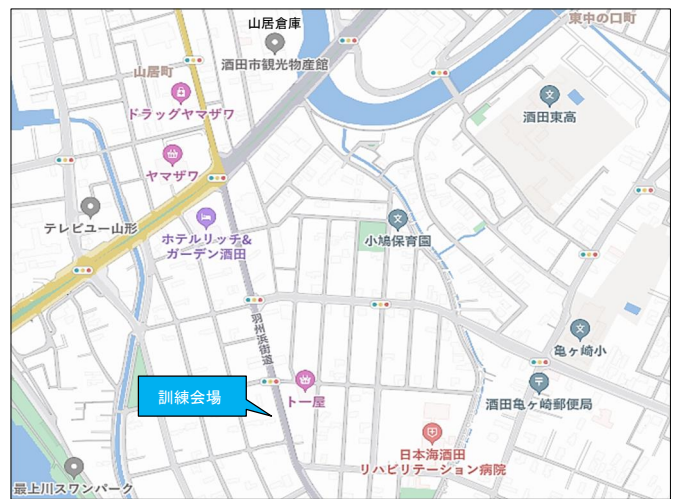 山居倉庫
東中の口町
酒田市観光物産館
山居町
ドラッグヤマザワ
酒田東高
ヤマザワ
テレビユー山形
ホテルリッチ&
ガーデン酒田
小鳩保育園
羽州浜街道
亀ヶ崎小
訓練会場
ト一屋
酒田亀ヶ崎郵便局
日本海酒田
リハビリテーション病院
最上川スワンパーク